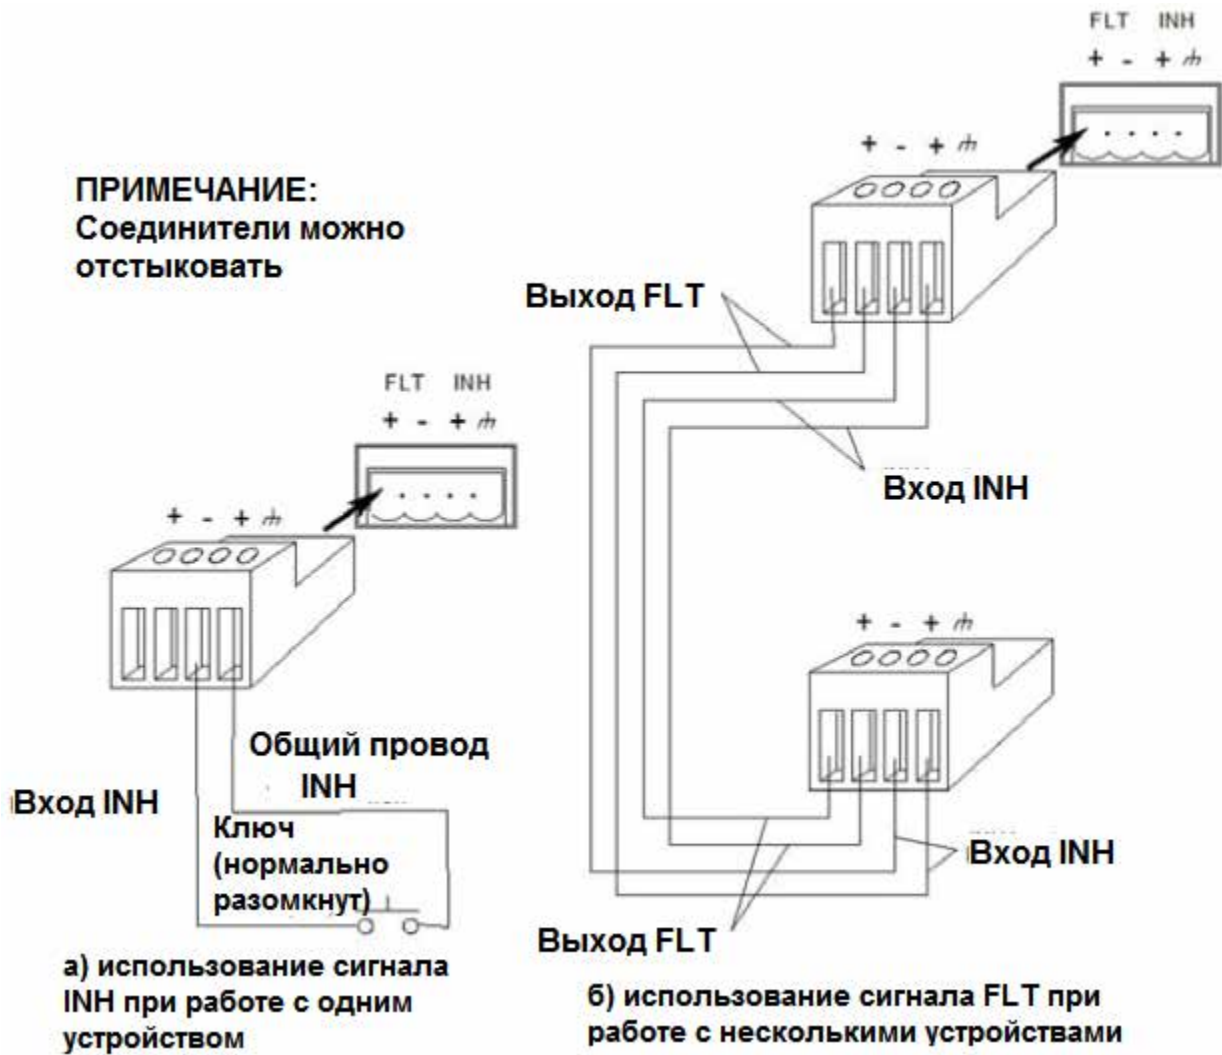 FLT INH
+ - +
+ - +
ПРИМЕЧАНИЕ:
Соединители можно
отстыковать
Выход FLT
FLT INH
+ - +
Вход INH
+ - +
+ - +
Общий провод
INH
Вход INH
Ключ
(нормально
разомкнут)
Вход INH
Выход FLT
а) использование сигнала
INH при работе с одним
устройством
б) использование сигнала FLT при
работе с несколькими устройствами